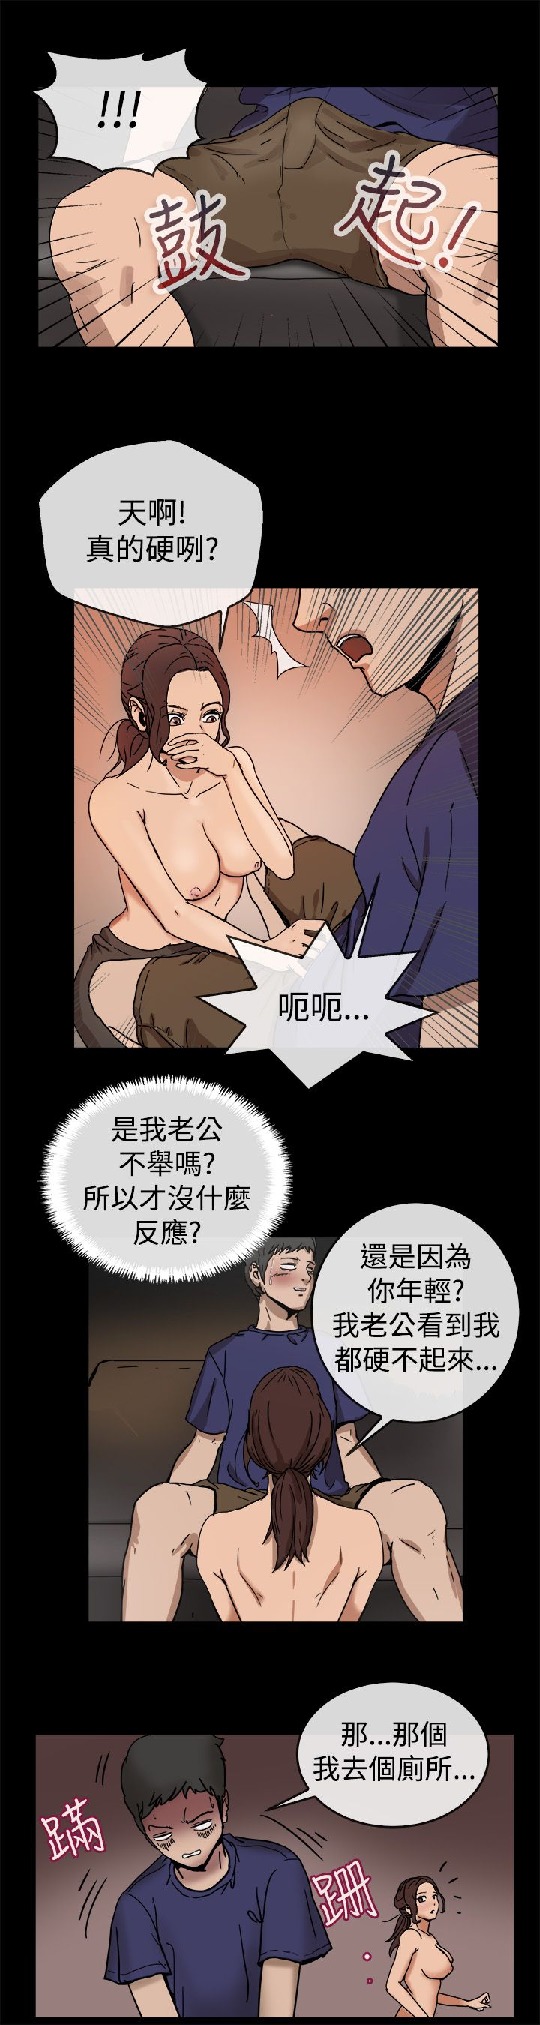 !!!
鼓起!
天啊!
真的硬咧?
呃呃...
是我老公
不舉嗎?
所以才沒什麼
反應?
還是因為
你年輕?
我老公看到我
都硬不起來...
那...那個
我去個廁所...
蹣
跚